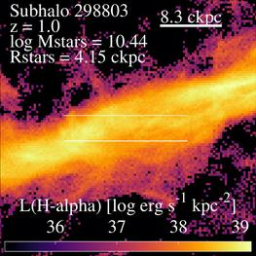 Subhalo 298803
8.3 ckpc
z = 1.0
log Mstars = 10.44
Rstars = 4.15 ckpc
L(H-alpha) [log erg s⁻¹ kpc⁻²]
36 37 38 39